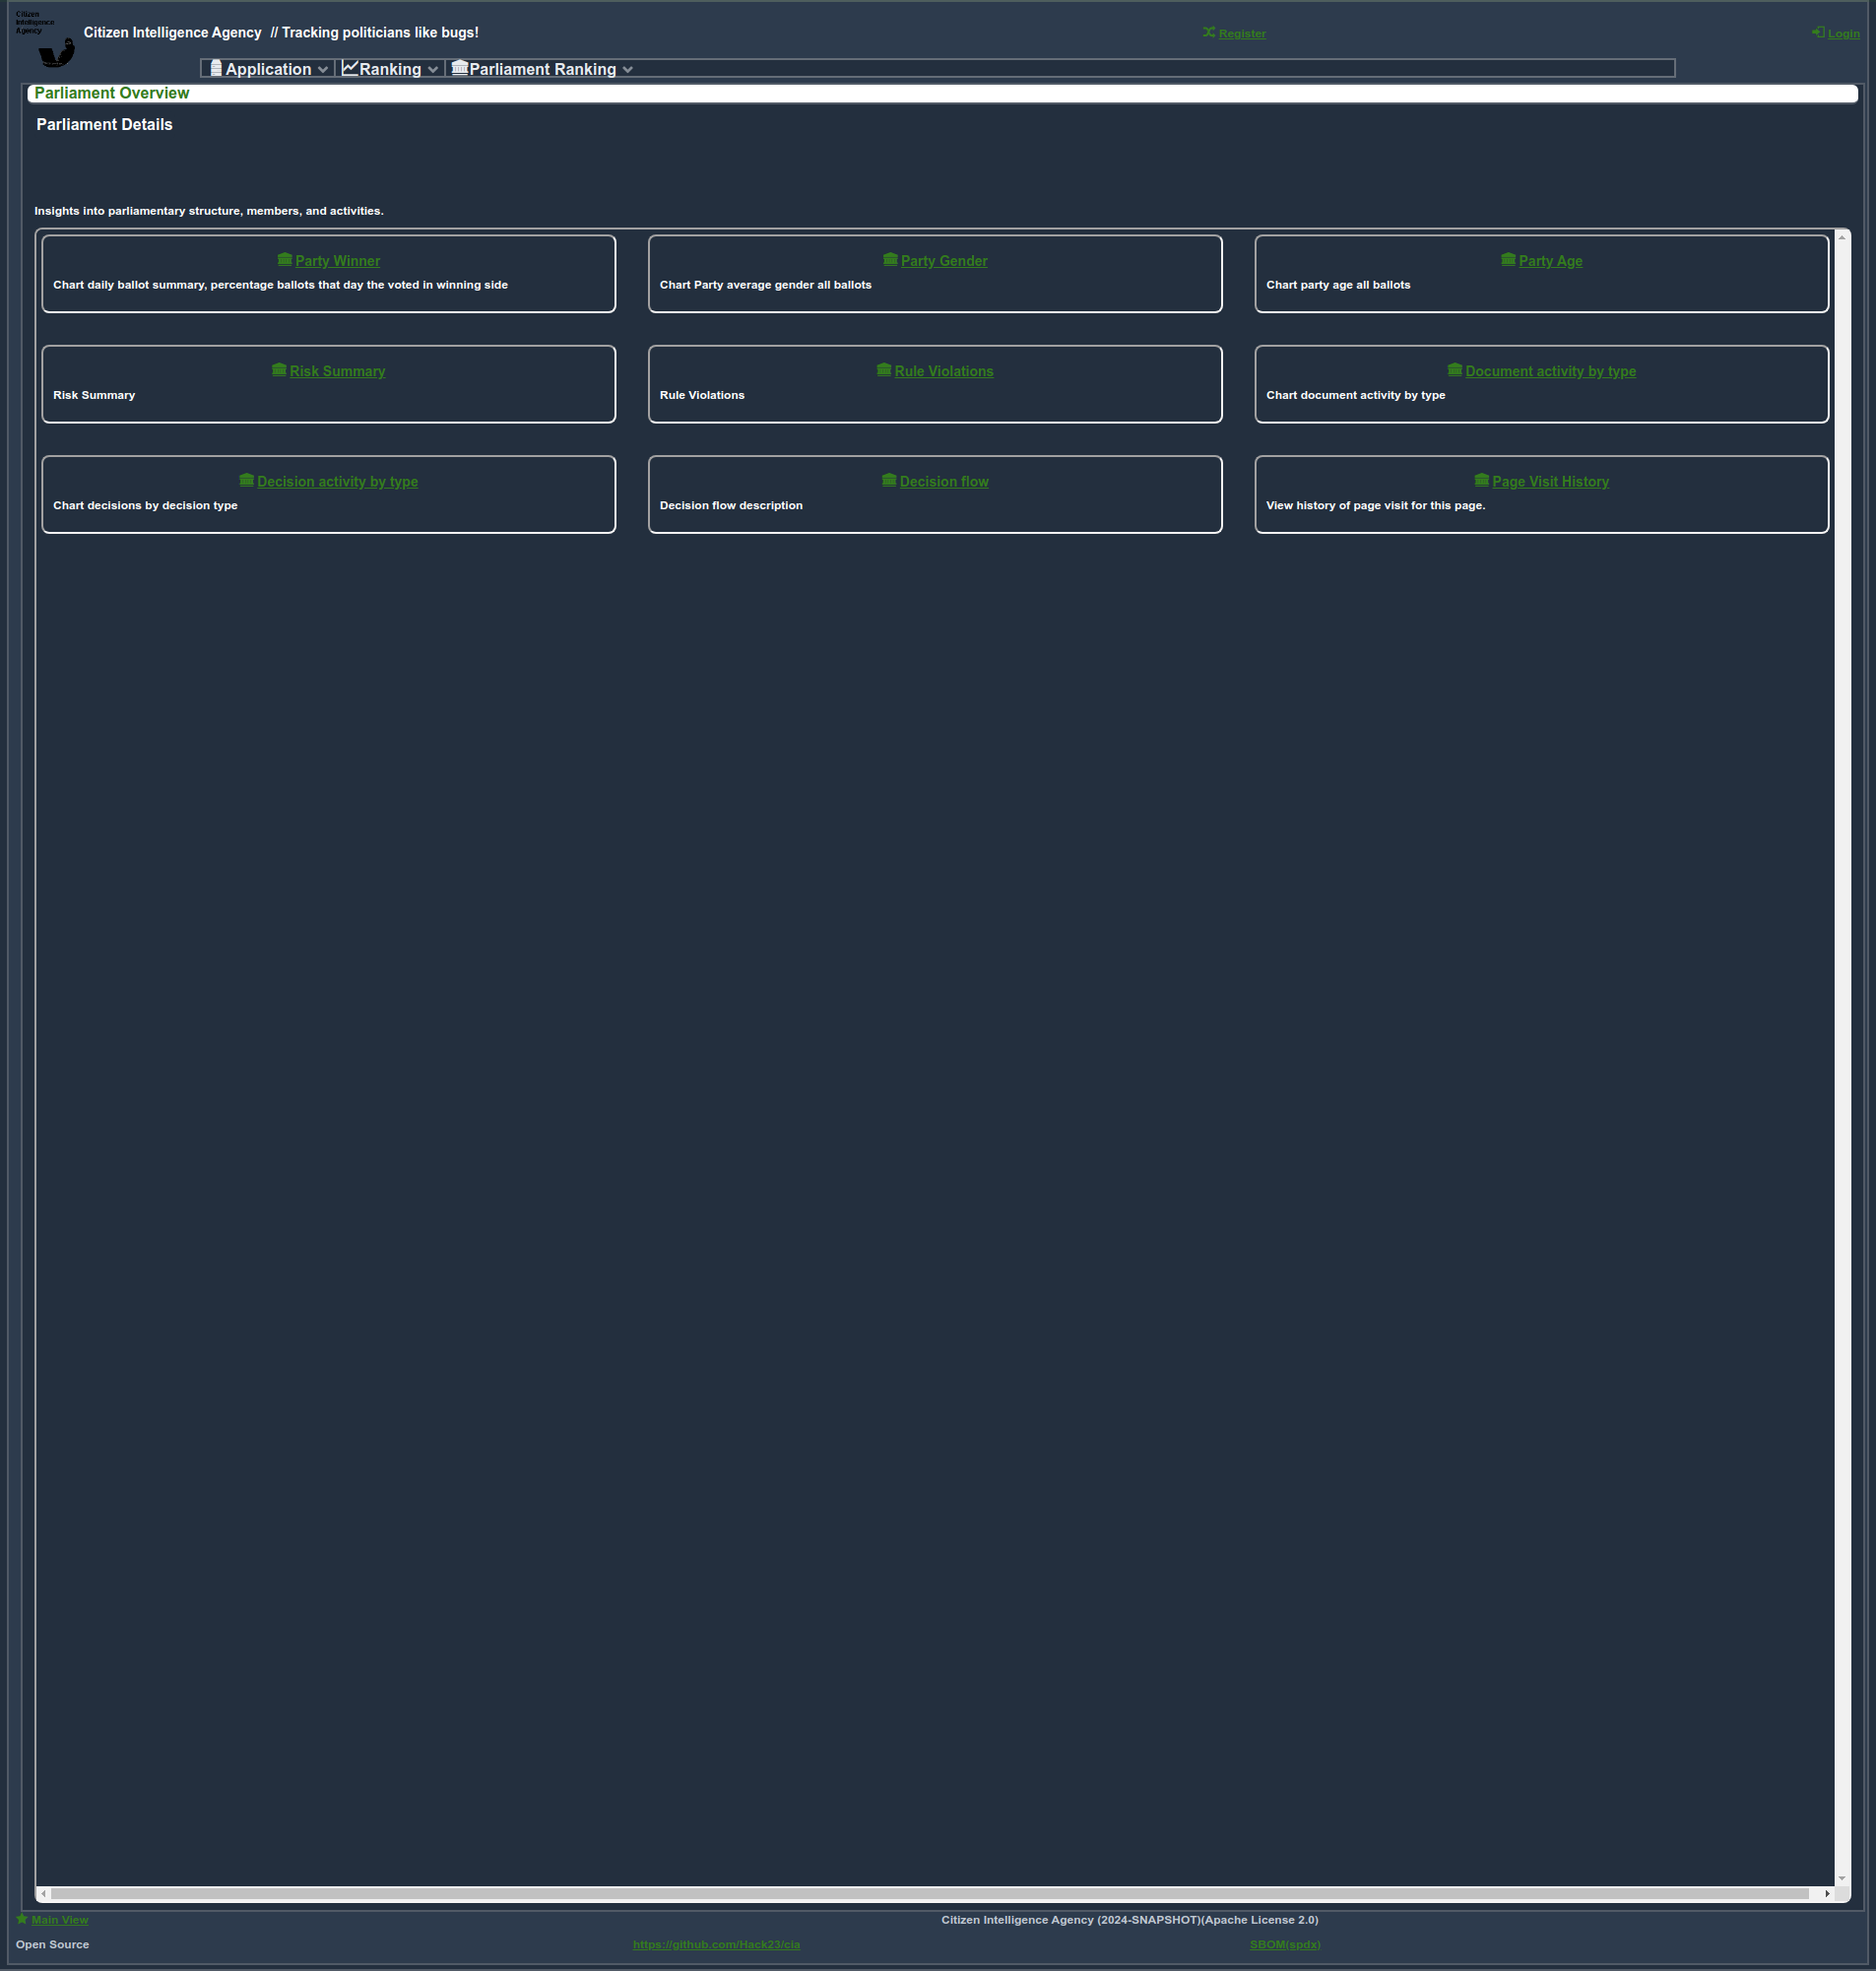 Citizen
Intelligence
Agency
Citizen Intelligence Agency // Tracking politicians like bugs!
Register
Login
Application
Ranking
Parliament Ranking
Parliament Overview
Parliament Details
Insights into parliamentary structure, members, and activities.
Party Winner
Chart daily ballot summary, percentage ballots that day the voted in winning side
Party Gender
Chart Party average gender all ballots
Party Age
Chart party age all ballots
Risk Summary
Risk Summary
Rule Violations
Rule Violations
Document activity by type
Chart document activity by type
Decision activity by type
Chart decisions by decision type
Decision flow
Decision flow description
Page Visit History
View history of page visit for this page.
Main View
Citizen Intelligence Agency (2024-SNAPSHOT)(Apache License 2.0)
Open Source
https://github.com/Hack23/cia
SBOM(spdx)